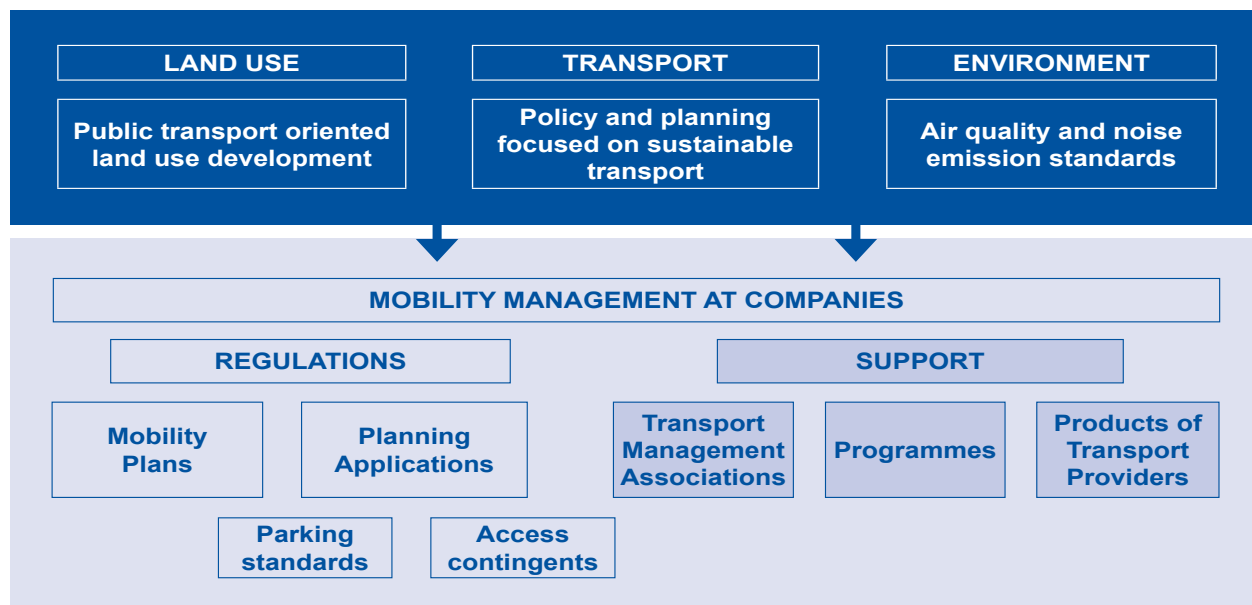 LAND USE
TRANSPORT
ENVIRONMENT
Public transport oriented
land use development
Policy and planning
focused on sustainable
transport
Air quality and noise
emission standards
MOBILITY MANAGEMENT AT COMPANIES
REGULATIONS
SUPPORT
Mobility
Plans
Planning
Applications
Transport
Management
Associations
Programmes
Products of
Transport
Providers
Parking
standards
Access
contingents